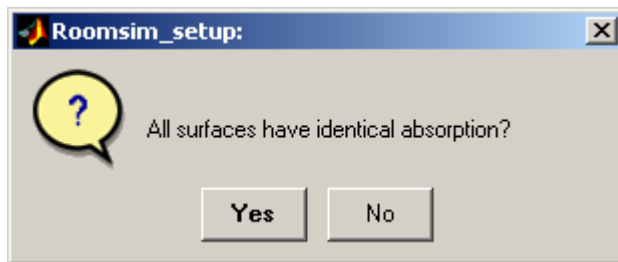 Roomsim_setup:
?
All surfaces have identical absorption?
Yes No